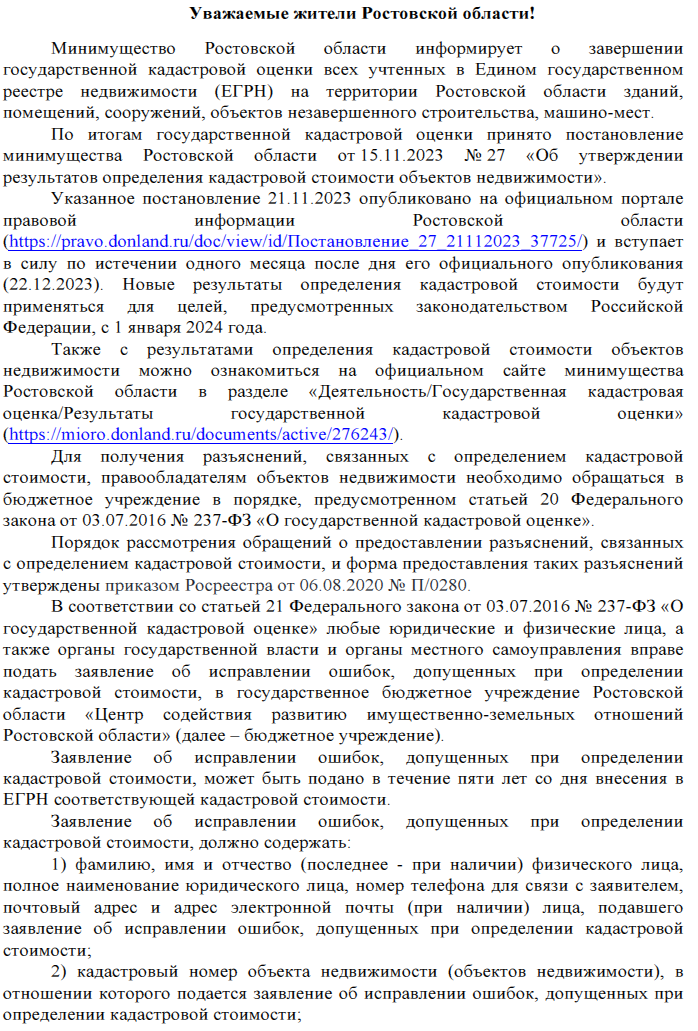 Уважаемые жители Ростовской области!
Минимущество Ростовской области информирует о завершении
государственной кадастровой оценки всех учтенных в Едином государственном
реестре недвижимости (ЕГРН) на территории Ростовской области зданий,
помещений, сооружений, объектов незавершенного строительства, машино-мест.
По итогам государственной кадастровой оценки принято постановление
минимущества Ростовской области от 15.11.2023 № 27 «Об утверждении
результатов определения кадастровой стоимости объектов недвижимости».
Указанное постановление 21.11.2023 опубликовано на официальном портале
правовой информации Ростовской области
(https://pravo.donland.ru/doc/view/id/Постановление_27_21112023_37725/) и вступает
в силу по истечении одного месяца после дня его официального опубликования
(22.12.2023). Новые результаты определения кадастровой стоимости будут
применяться для целей, предусмотренных законодательством Российской
Федерации, с 1 января 2024 года.
Также с результатами определения кадастровой стоимости объектов
недвижимости можно ознакомиться на официальном сайте минимущества
Ростовской области в разделе «Деятельность/Государственная кадастровая
оценка/Результаты государственной кадастровой оценки»
(https://mioro.donland.ru/documents/active/276243/).
Для получения разъяснений, связанных с определением кадастровой
стоимости, правообладателям объектов недвижимости необходимо обращаться в
бюджетное учреждение в порядке, предусмотренном статьей 20 Федерального
закона от 03.07.2016 № 237-ФЗ «О государственной кадастровой оценке».
Порядок рассмотрения обращений о предоставлении разъяснений, связанных
с определением кадастровой стоимости, и форма предоставления таких разъяснений
утверждены приказом Росреестра от 06.08.2020 № П/0280.
В соответствии со статьей 21 Федерального закона от 03.07.2016 № 237-ФЗ «О
государственной кадастровой оценке» любые юридические и физические лица, а
также органы государственной власти и органы местного самоуправления вправе
подать заявление об исправлении ошибок, допущенных при определении
кадастровой стоимости, в государственное бюджетное учреждение Ростовской
области «Центр содействия развитию имущественно-земельных отношений
Ростовской области» (далее – бюджетное учреждение).
Заявление об исправлении ошибок, допущенных при определении
кадастровой стоимости, может быть подано в течение пяти лет со дня внесения в
ЕГРН соответствующей кадастровой стоимости.
Заявление об исправлении ошибок, допущенных при определении
кадастровой стоимости, должно содержать:
1) фамилию, имя и отчество (последнее - при наличии) физического лица,
полное наименование юридического лица, номер телефона для связи с заявителем,
почтовый адрес и адрес электронной почты (при наличии) лица, подавшего
заявление об исправлении ошибок, допущенных при определении кадастровой
стоимости;
2) кадастровый номер объекта недвижимости (объектов недвижимости), в
отношении которого подается заявление об исправлении ошибок, допущенных при
определении кадастровой стоимости;